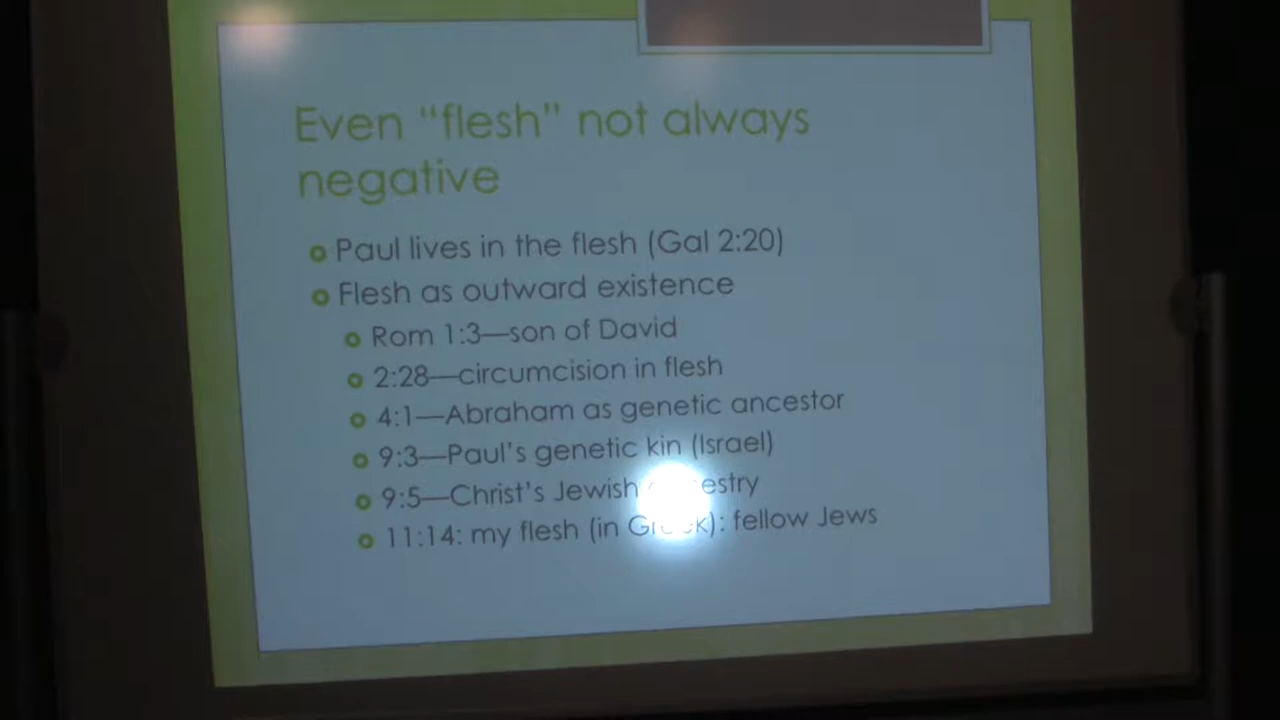 Even “flesh” not always
negative
Paul lives in the flesh (Gal 2:20)
Flesh as outward existence
Rom 1:3—son of David
2:28—circumcision in flesh
4:1—Abraham as genetic ancestor
9:3—Paul’s genetic kin (Israel)
9:5—Christ’s Jewish ancestry
11:14: my flesh (in Greek): fellow Jews